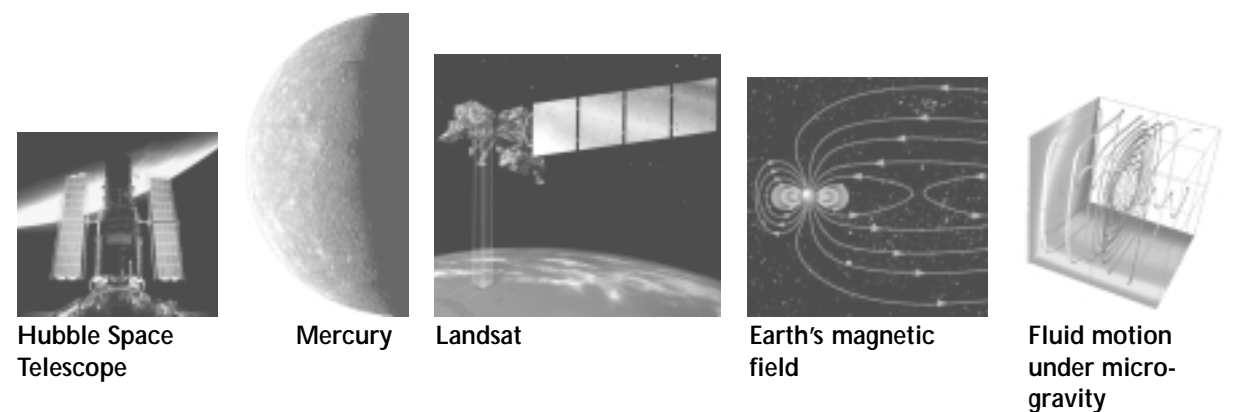 Hubble Space
Telescope
Mercury
Landsat
Earth's magnetic
field
Fluid motion
under micro-
gravity